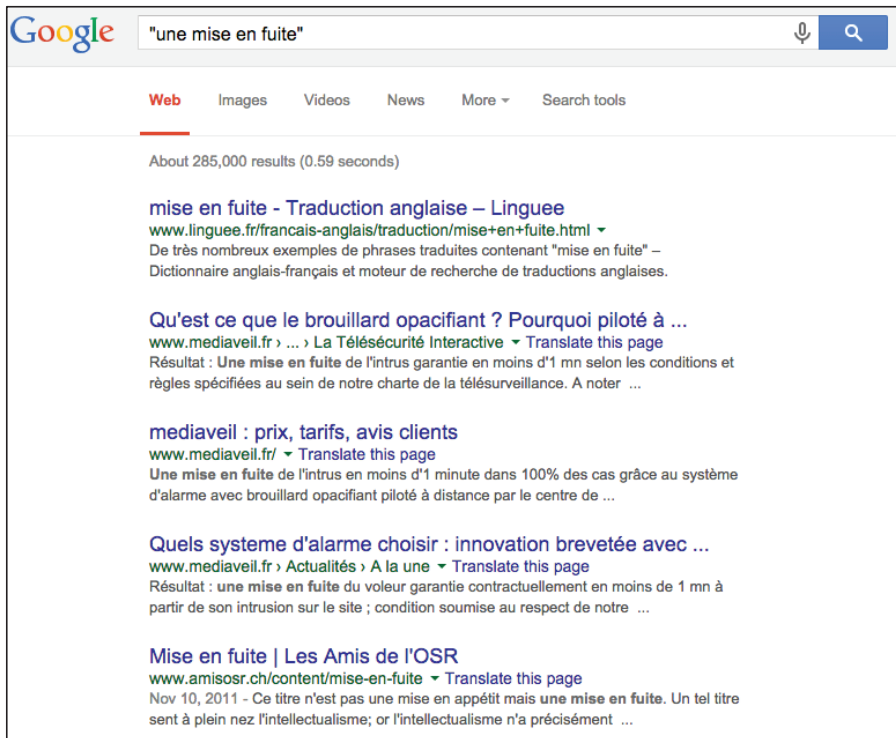 Google "une mise en fuite"
Web Images Videos News More Search tools
About 285,000 results (0.59 seconds)
mise en fuite - Traduction anglaise – Linguee
www.linguee.fr/francais-anglais/traduction/mise+en+fuite.html
De très nombreux exemples de phrases traduites contenant "mise en fuite" –
Dictionnaire anglais-français et moteur de recherche de traductions anglaises.
Qu'est ce que le brouillard opacifiant ? Pourquoi piloté à ...
www.mediaveil.fr › ... › La Télésécurité Interactive Translate this page
Résultat : Une mise en fuite de l'intrus garantie en moins d'1 mn selon les conditions et
règles spécifiées au sein de notre charte de la télésurveillance. A noter ...
mediaveil : prix, tarifs, avis clients
www.mediaveil.fr/ Translate this page
Une mise en fuite de l'intrus en moins d'1 minute dans 100% des cas grâce au système
d'alarme avec brouillard opacifiant piloté à distance par le centre de ...
Quels systeme d'alarme choisir : innovation brevetée avec ...
www.mediaveil.fr › Actualités › A la une Translate this page
Résultat : une mise en fuite du voleur garantie contractuellement en moins de 1 mn à
partir de son intrusion sur le site ; condition soumise au respect de notre ...
Mise en fuite | Les Amis de l'OSR
www.amisosr.ch/content/mise-en-fuite Translate this page
Nov 10, 2011 - Ce titre n'est pas une mise en appétit mais une mise en fuite. Un tel titre
sent à plein nez l'intellectualisme; or l'intellectualisme n'a précisément ...